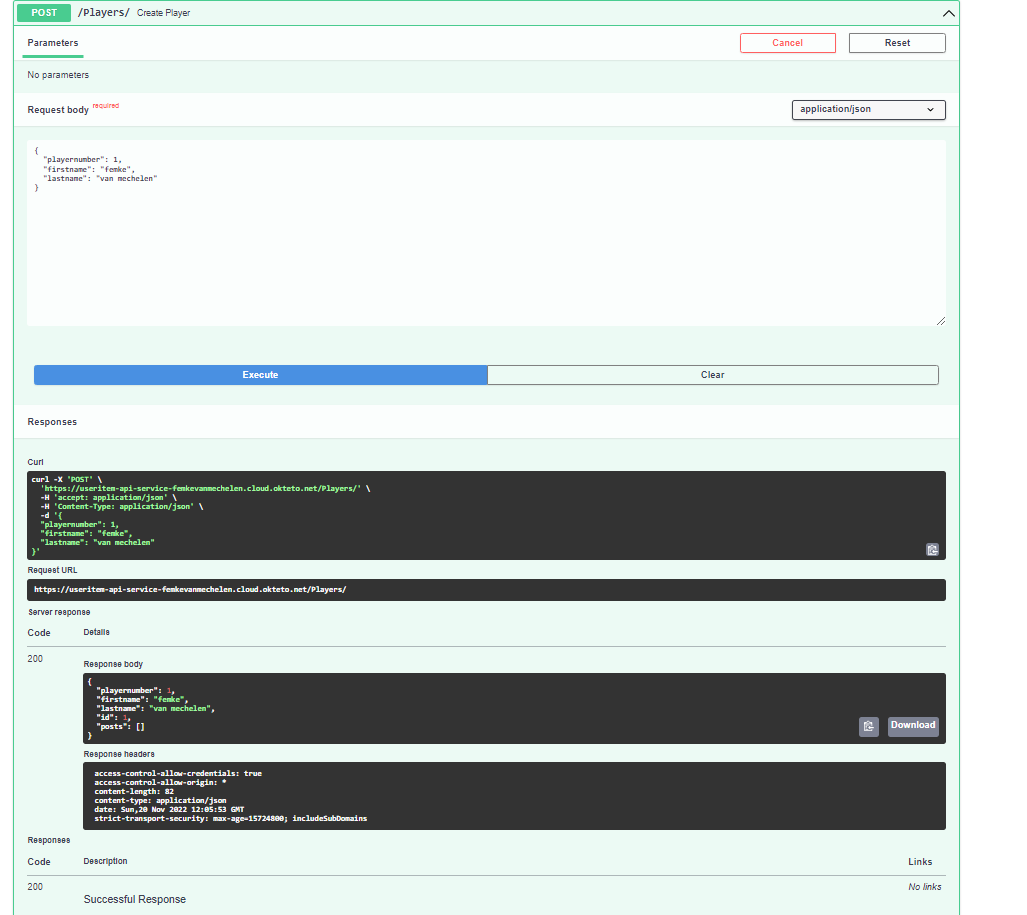 POST /Players/ Create Player
Parameters
Cancel
Reset
No parameters
Request body required
application/json
{
"playernumber": 1,
"firstname": "femke",
"lastname": "van mechelen"
}
Execute
Clear
Responses
Curl
curl -X 'POST' \
'https://useritem-api-service-femkevanmechelen.cloud.okteto.net/Players/' \
-H 'accept: application/json' \
-H 'Content-Type: application/json' \
-d '{
"playernumber": 1,
"firstname": "femke",
"lastname": "van mechelen"
}'
Request URL
https://useritem-api-service-femkevanmechelen.cloud.okteto.net/Players/
Server response
Code Details
200
Response body
{
"playernumber": 1,
"firstname": "femke",
"lastname": "van mechelen",
"id": 1,
"posts": []
}
Download
Response headers
access-control-allow-credentials: true
access-control-allow-origin: *
content-length: 82
content-type: application/json
date: Sun,20 Nov 2022 12:05:53 GMT
strict-transport-security: max-age=15724800; includeSubDomains
Responses
Code Description Links
200 No links
Successful Response